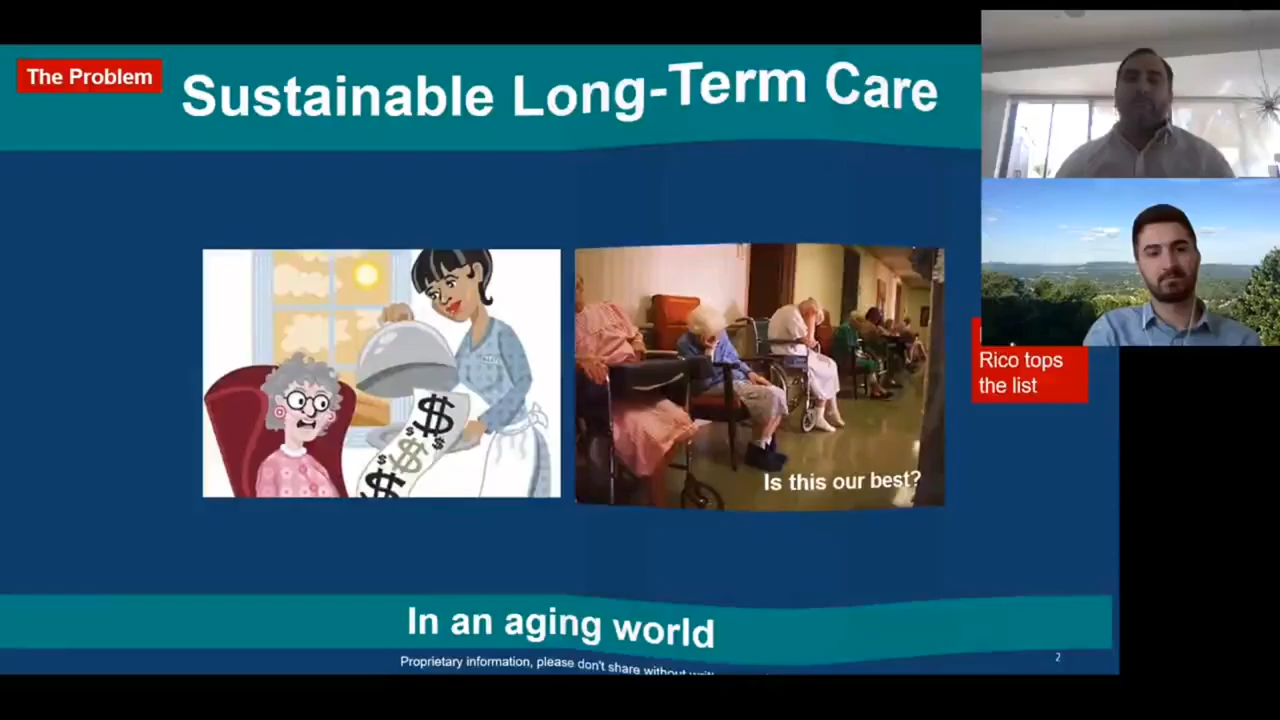 The Problem
Sustainable Long-Term Care
$
$
$
$
$
$
Is this our best?
Rico tops
the list
In an aging world
Proprietary information, please don't share without
2